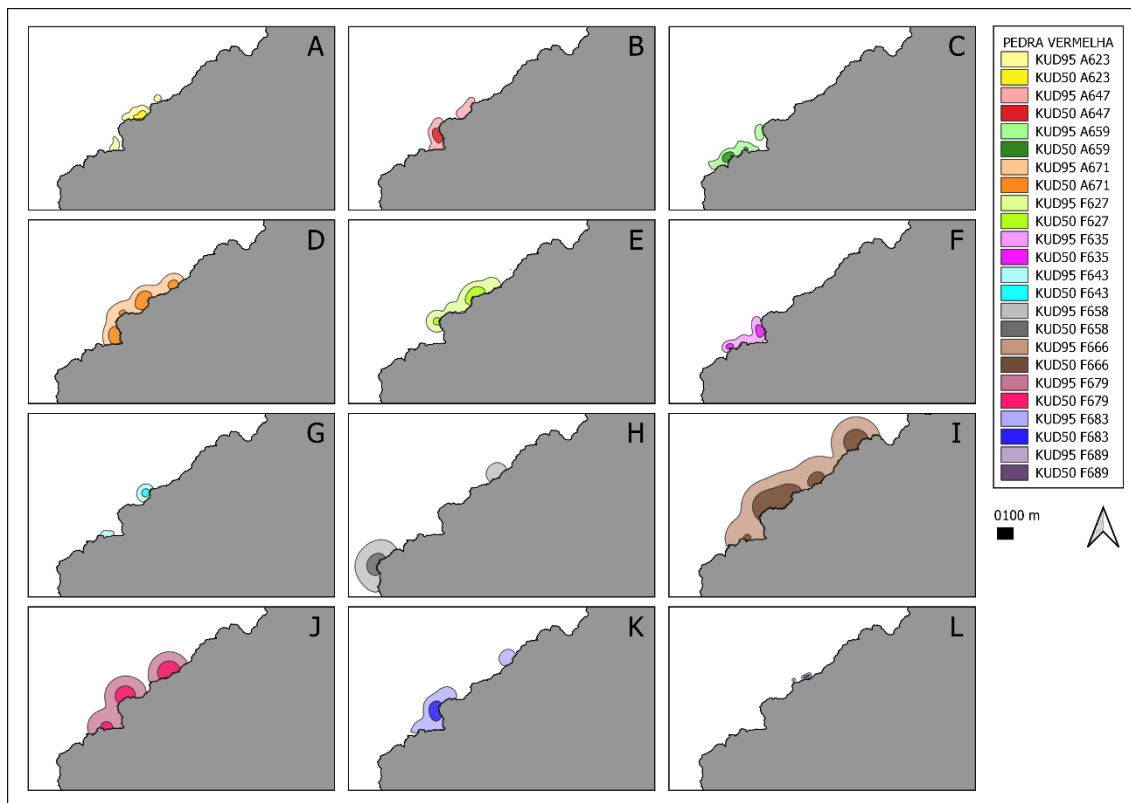 A
B
C
D
E
F
G
H
I
J
K
L
PEDRA VERMELHA
KUD95 A623
KUD50 A623
KUD95 A647
KUD50 A647
KUD95 A659
KUD50 A659
KUD95 A671
KUD50 A671
KUD95 F627
KUD50 F627
KUD95 F635
KUD50 F635
KUD95 F643
KUD50 F643
KUD95 F658
KUD50 F658
KUD95 F666
KUD50 F666
KUD95 F679
KUD50 F679
KUD95 F683
KUD50 F683
KUD95 F689
KUD50 F689
0100 m